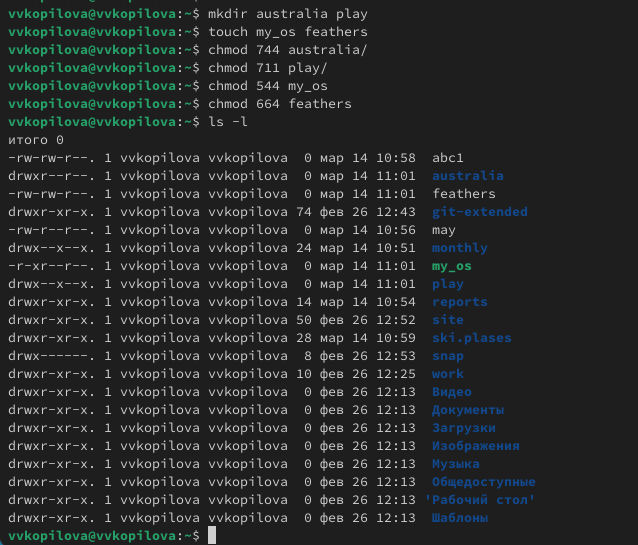 vvkopilova@vvkopilova:~$ mkdir australia play
vvkopilova@vvkopilova:~$ touch my_os feathers
vvkopilova@vvkopilova:~$ chmod 744 australia/
vvkopilova@vvkopilova:~$ chmod 711 play/
vvkopilova@vvkopilova:~$ chmod 544 my_os
vvkopilova@vvkopilova:~$ chmod 664 feathers
vvkopilova@vvkopilova:~$ ls -l
итого 0
-rw-rw-r--. 1 vvkopilova vvkopilova  0 мар 14 10:58  abc1
drwxr--r--. 1 vvkopilova vvkopilova  0 мар 14 11:01  australia
-rw-rw-r--. 1 vvkopilova vvkopilova  0 мар 14 11:01  feathers
drwxr-xr-x. 1 vvkopilova vvkopilova 74 фев 26 12:43  git-extended
-rw-r--r--. 1 vvkopilova vvkopilova  0 мар 14 10:56  may
drwx--x--x. 1 vvkopilova vvkopilova 24 мар 14 10:51  monthly
-r-xr--r--. 1 vvkopilova vvkopilova  0 мар 14 11:01  my_os
drwx--x--x. 1 vvkopilova vvkopilova  0 мар 14 11:01  play
drwxr-xr-x. 1 vvkopilova vvkopilova 14 мар 14 10:54  reports
drwxr-xr-x. 1 vvkopilova vvkopilova 50 фев 26 12:52  site
drwxr-xr-x. 1 vvkopilova vvkopilova 28 мар 14 10:59  ski.plases
drwx------. 1 vvkopilova vvkopilova  8 фев 26 12:53  snap
drwxr-xr-x. 1 vvkopilova vvkopilova 10 фев 26 12:25  work
drwxr-xr-x. 1 vvkopilova vvkopilova  0 фев 26 12:13  Видео
drwxr-xr-x. 1 vvkopilova vvkopilova  0 фев 26 12:13  Документы
drwxr-xr-x. 1 vvkopilova vvkopilova  0 фев 26 12:13  Загрузки
drwxr-xr-x. 1 vvkopilova vvkopilova  0 фев 26 12:13  Изображения
drwxr-xr-x. 1 vvkopilova vvkopilova  0 фев 26 12:13  Музыка
drwxr-xr-x. 1 vvkopilova vvkopilova  0 фев 26 12:13  Общедоступные
drwxr-xr-x. 1 vvkopilova vvkopilova  0 фев 26 12:13 'Рабочий стол'
drwxr-xr-x. 1 vvkopilova vvkopilova  0 фев 26 12:13  Шаблоны
vvkopilova@vvkopilova:~$